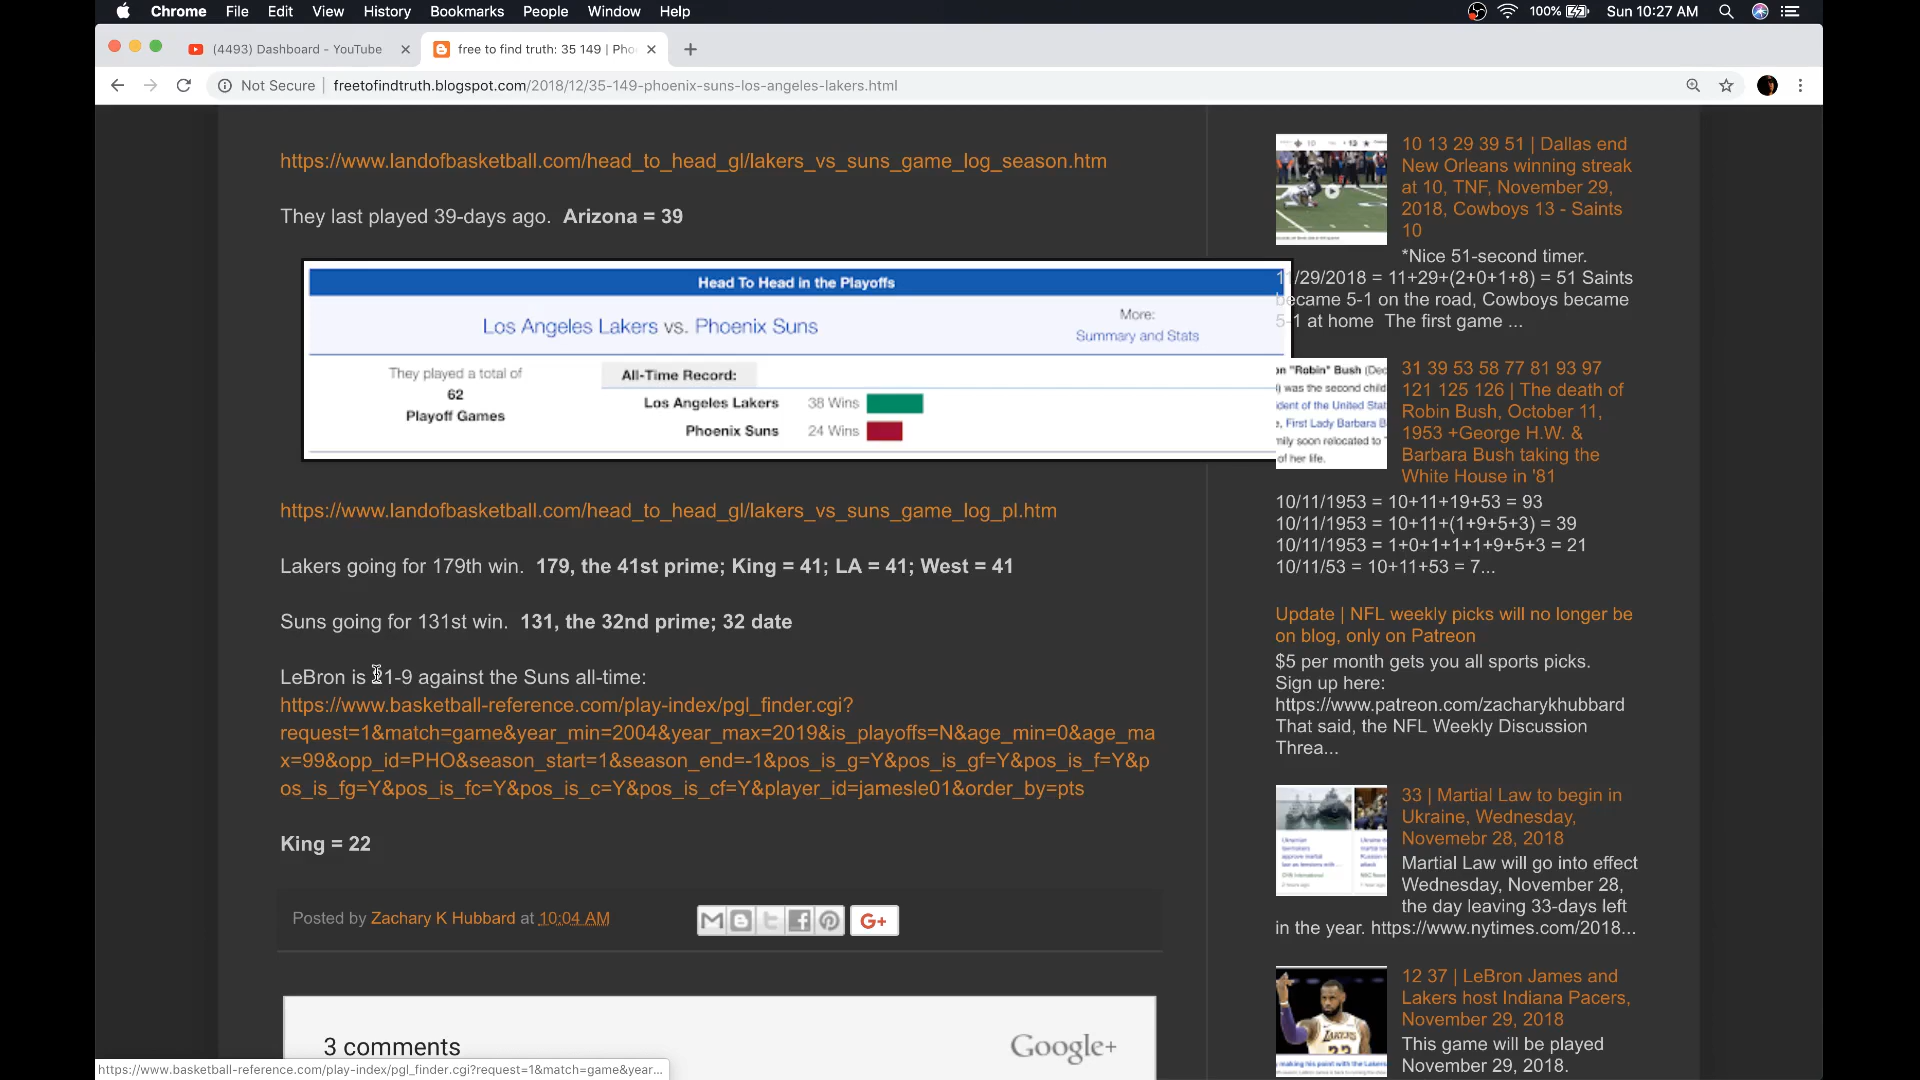 Chrome File Edit View History Bookmarks People Window Help 100% Sun 10:27 AM
(4493) Dashboard - YouTube
free to find truth: 35 149 | Pho
Not Secure | freetofindtruth.blogspot.com/2018/12/35-149-phoenix-suns-los-angeles-lakers.html
https://www.landofbasketball.com/head_to_head_gl/lakers_vs_suns_game_log_season.htm
They last played 39-days ago. Arizona = 39
Head To Head in the Playoffs
Los Angeles Lakers vs. Phoenix Suns
More:
Summary and Stats
They played a total of
62
Playoff Games
All-Time Record:
Los Angeles Lakers 38 Wins
Phoenix Suns 24 Wins
https://www.landofbasketball.com/head_to_head_gl/lakers_vs_suns_game_log_pl.htm
Lakers going for 179th win. 179, the 41st prime; King = 41; LA = 41; West = 41
Suns going for 131st win. 131, the 32nd prime; 32 date
LeBron is 21-9 against the Suns all-time:
https://www.basketball-reference.com/play-index/pgl_finder.cgi?
request=1&match=game&year_min=2004&year_max=2019&is_playoffs=N&age_min=0&age_ma
x=99&opp_id=PHO&season_start=1&season_end=-1&pos_is_g=Y&pos_is_gf=Y&pos_is_f=Y&p
os_is_fg=Y&pos_is_fc=Y&pos_is_c=Y&pos_is_cf=Y&player_id=jamesle01&order_by=pts
King = 22
Posted by Zachary K Hubbard at 10:04 AM
G+
3 comments
Google+
https://www.basketball-reference.com/play-index/pgl_finder.cgi?request=1&match=game&year...
10 13 29 39 51 | Dallas end
New Orleans winning streak
at 10, TNF, November 29,
2018, Cowboys 13 - Saints
10
*Nice 51-second timer.
11/29/2018 = 11+29+(2+0+1+8) = 51 Saints
became 5-1 on the road, Cowboys became
5-1 at home The first game ...
31 39 53 58 77 81 93 97
121 125 126 | The death of
Robin Bush, October 11,
1953 +George H.W. &
Barbara Bush taking the
White House in '81
10/11/1953 = 10+11+19+53 = 93
10/11/1953 = 10+11+(1+9+5+3) = 39
10/11/1953 = 1+0+1+1+1+9+5+3 = 21
10/11/53 = 10+11+53 = 7...
Update | NFL weekly picks will no longer be
on blog, only on Patreon
$5 per month gets you all sports picks.
Sign up here:
https://www.patreon.com/zacharykhubbard
That said, the NFL Weekly Discussion
Threa...
33 | Martial Law to begin in
Ukraine, Wednesday,
Novemebr 28, 2018
Martial Law will go into effect
Wednesday, November 28,
the day leaving 33-days left
in the year. https://www.nytimes.com/2018...
12 37 | LeBron James and
Lakers host Indiana Pacers,
November 29, 2018
This game will be played
November 29, 2018.